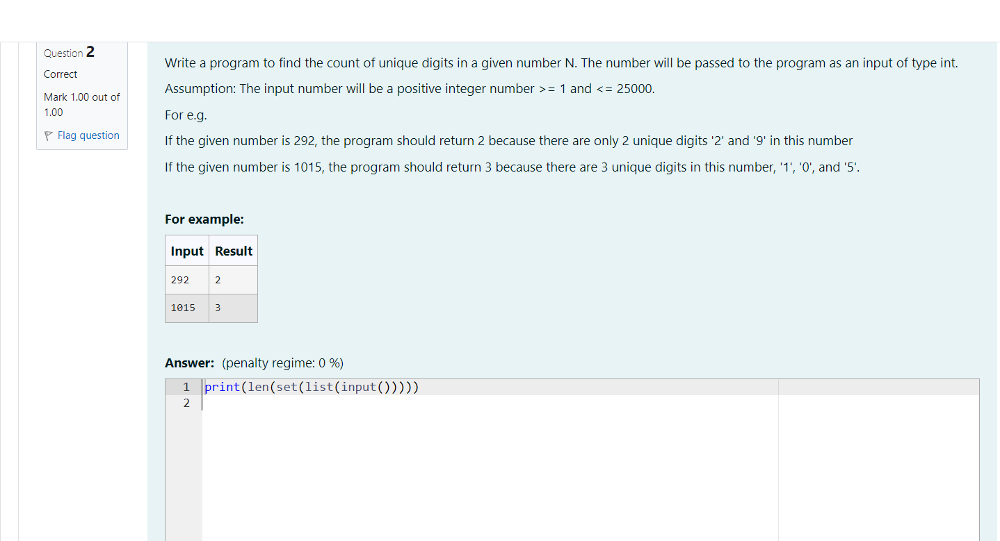 Question 2
Correct
Mark 1.00 out of
1.00
Flag question
Write a program to find the count of unique digits in a given number N. The number will be passed to the program as an input of type int.
Assumption: The input number will be a positive integer number >= 1 and <= 25000.
For e.g.
If the given number is 292, the program should return 2 because there are only 2 unique digits '2' and '9' in this number
If the given number is 1015, the program should return 3 because there are 3 unique digits in this number, '1', '0', and '5'.
For example:
Input Result
292 2
1015 3
Answer: (penalty regime: 0 %)
1 print(len(set(list(input()))))
2